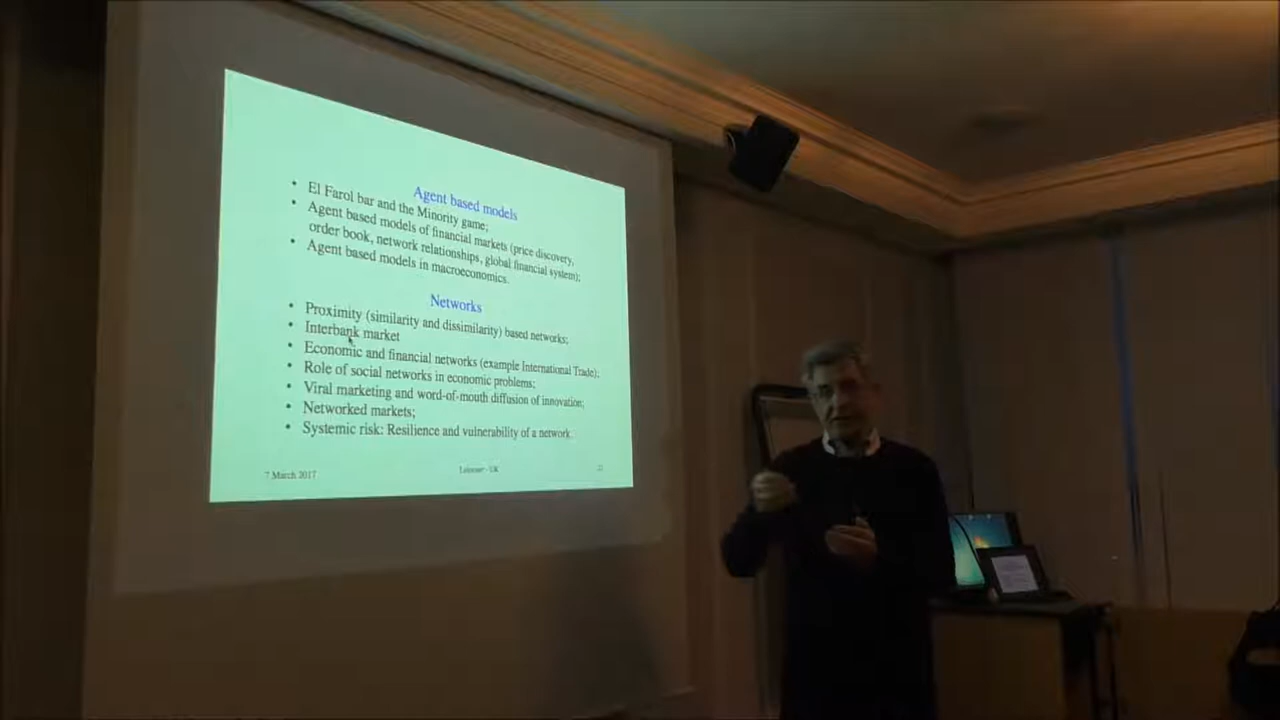 Agent based models
• El Farol bar and the Minority game;
• Agent based models of financial markets (price discovery,
order book, network relationships, global financial system);
• Agent based models in macroeconomics.
Networks
• Proximity (similarity and dissimilarity) based networks;
• Interbank market
• Economic and financial networks (example International Trade);
• Role of social networks in economic problems;
• Viral marketing and word-of-mouth diffusion of innovation;
• Networked markets;
• Systemic risk: Resilience and vulnerability of a network.
7 March 2017
Leicester - UK